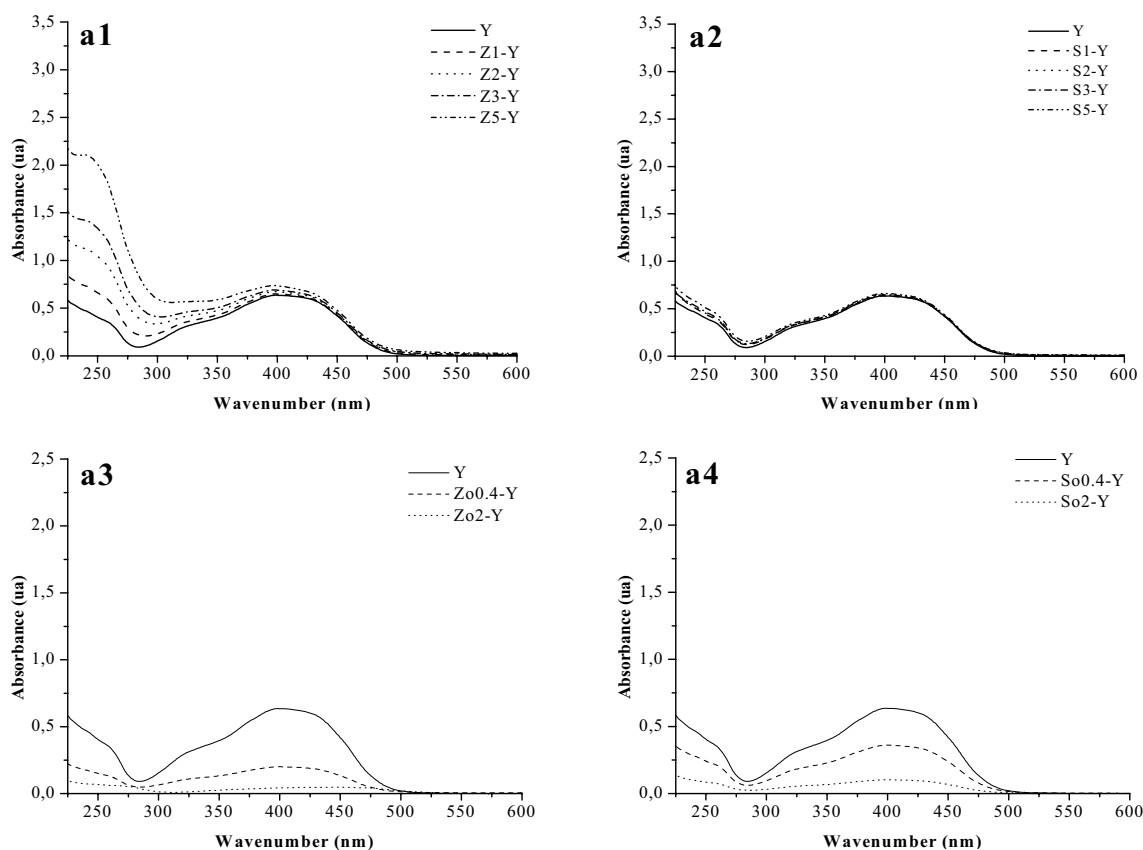 a1
Y
Z1-Y
Z2-Y
Z3-Y
Z5-Y
3,5
3,0
2,5
2,0
1,5
1,0
0,5
0,0
Absorbance (ua)
250 300 350 400 450 500 550 600
Wavenumber (nm)
a2
Y
S1-Y
S2-Y
S3-Y
S5-Y
3,5
3,0
2,5
2,0
1,5
1,0
0,5
0,0
Absorbance (ua)
250 300 350 400 450 500 550 600
Wavenumber (nm)
a3
Y
Zo0.4-Y
Zo2-Y
2,5
2,0
1,5
1,0
0,5
0,0
Absorbance (ua)
250 300 350 400 450 500 550 600
Wavenumber (nm)
a4
Y
So0.4-Y
So2-Y
2,5
2,0
1,5
1,0
0,5
0,0
Absorbance (ua)
250 300 350 400 450 500 550 600
Wavenumber (nm)